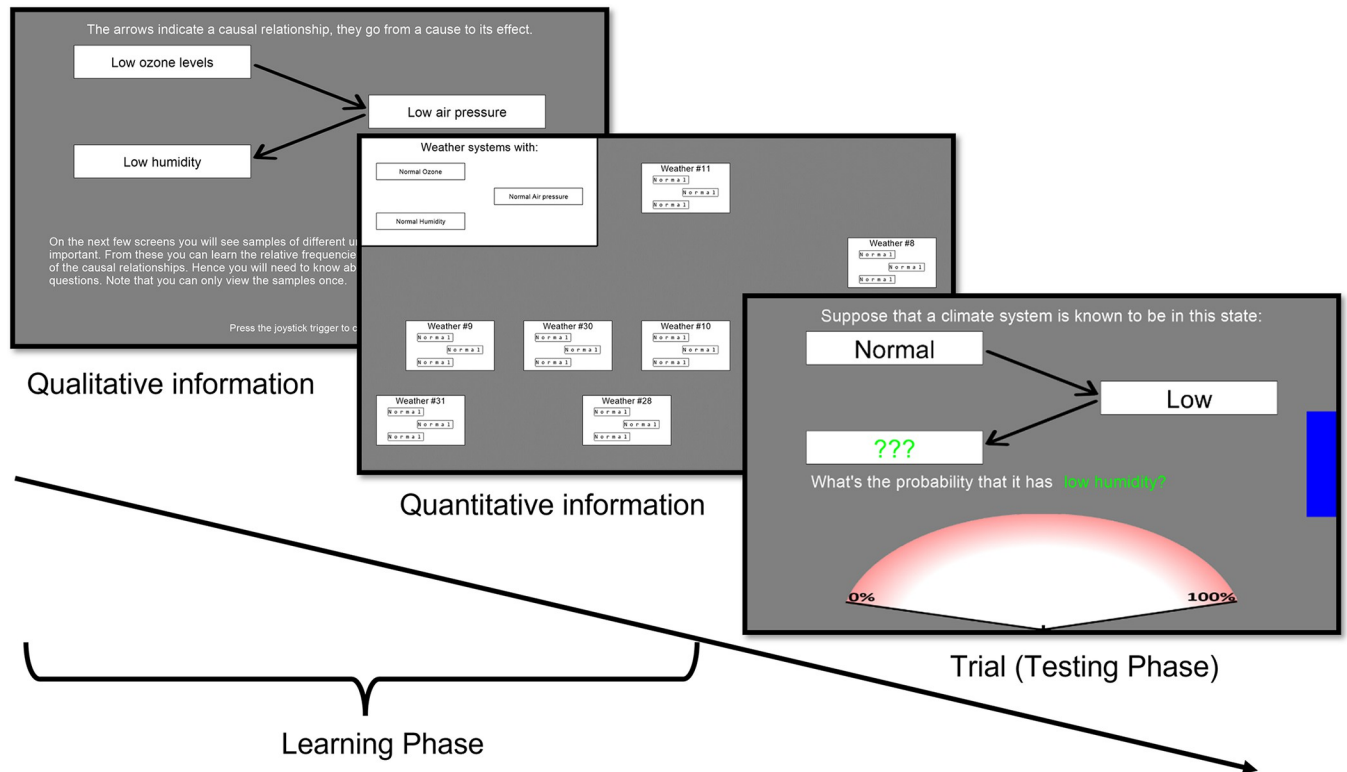 The arrows indicate a causal relationship, they go from a cause to its effect.
Low ozone levels
Low air pressure
Low humidity
On the next few screens you will see samples of different
important. From these you can learn the relative frequencies
of the causal relationships. Hence you will need to know
questions. Note that you can only view the samples once.
Press the joystick trigger to
Qualitative information
Weather systems with:
Normal Ozone
Normal Air pressure
Normal Humidity
Weather #11
Normal
Normal
Normal
Weather #8
Normal
Normal
Normal
Weather #9
Normal
Normal
Normal
Weather #30
Normal
Normal
Normal
Weather #10
Normal
Normal
Normal
Weather #31
Normal
Normal
Normal
Weather #28
Normal
Normal
Normal
Quantitative information
Suppose that a climate system is known to be in this state:
Normal
Low
???
What's the probability that it has low humidity?
0%
100%
Trial (Testing Phase)
Learning Phase